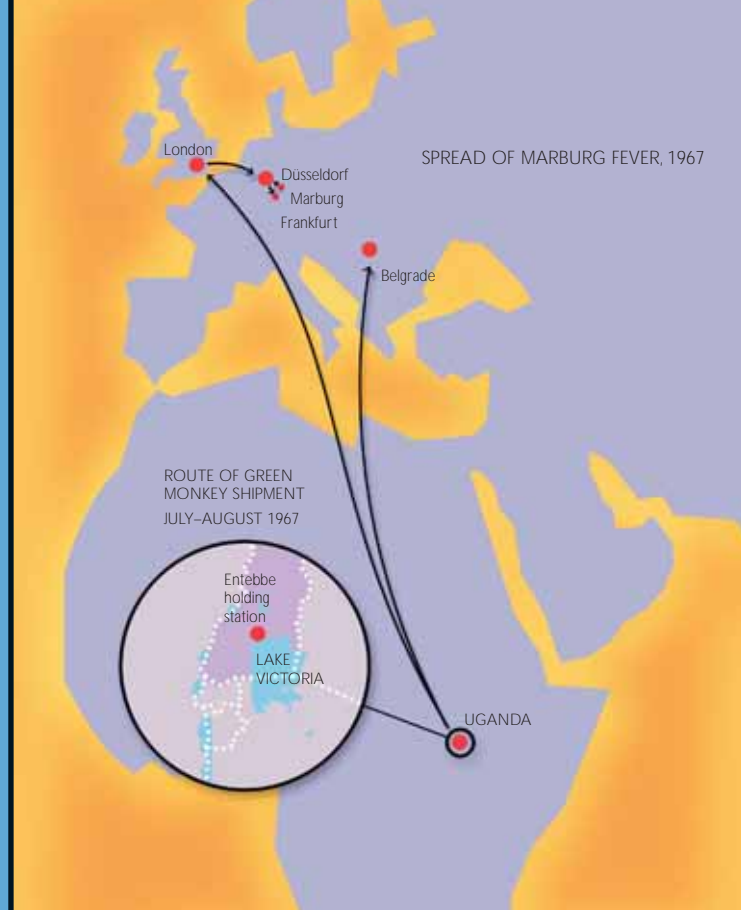 London
SPREAD OF MARBURG FEVER, 1967
Düsseldorf
Marburg
Frankfurt
Belgrade
ROUTE OF GREEN
MONKEY SHIPMENT
JULY–AUGUST 1967
Entebbe
holding
station
LAKE
VICTORIA
UGANDA